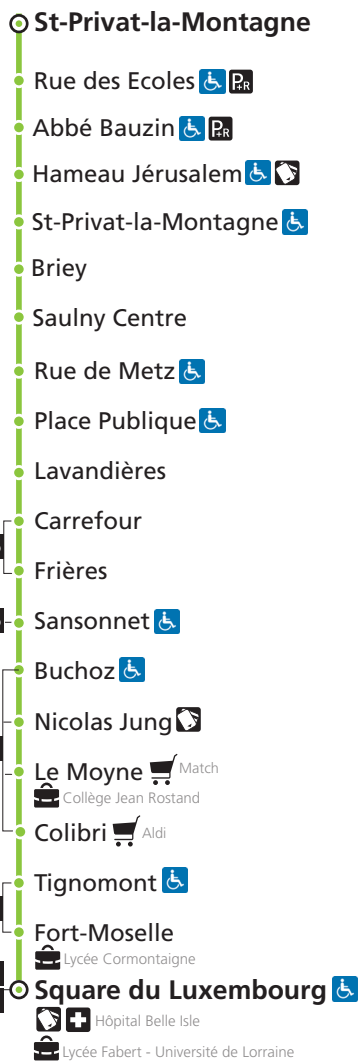 St-Privat-la-Montagne
Rue des Ecoles P+R
Abbé Bauzin P+R
Hameau Jérusalem
St-Privat-la-Montagne
Briey
Saulny Centre
Rue de Metz
Place Publique
Lavandières
Carrefour
Frières
Sansonnet
Buchoz
Nicolas Jung
Le Moyne Match
Collège Jean Rostand
Colibri Aldi
Tignomont
Fort-Moselle
Lycée Cormontaigne
Square du Luxembourg
Hôpital Belle Isle
Lycée Fabert - Université de Lorraine